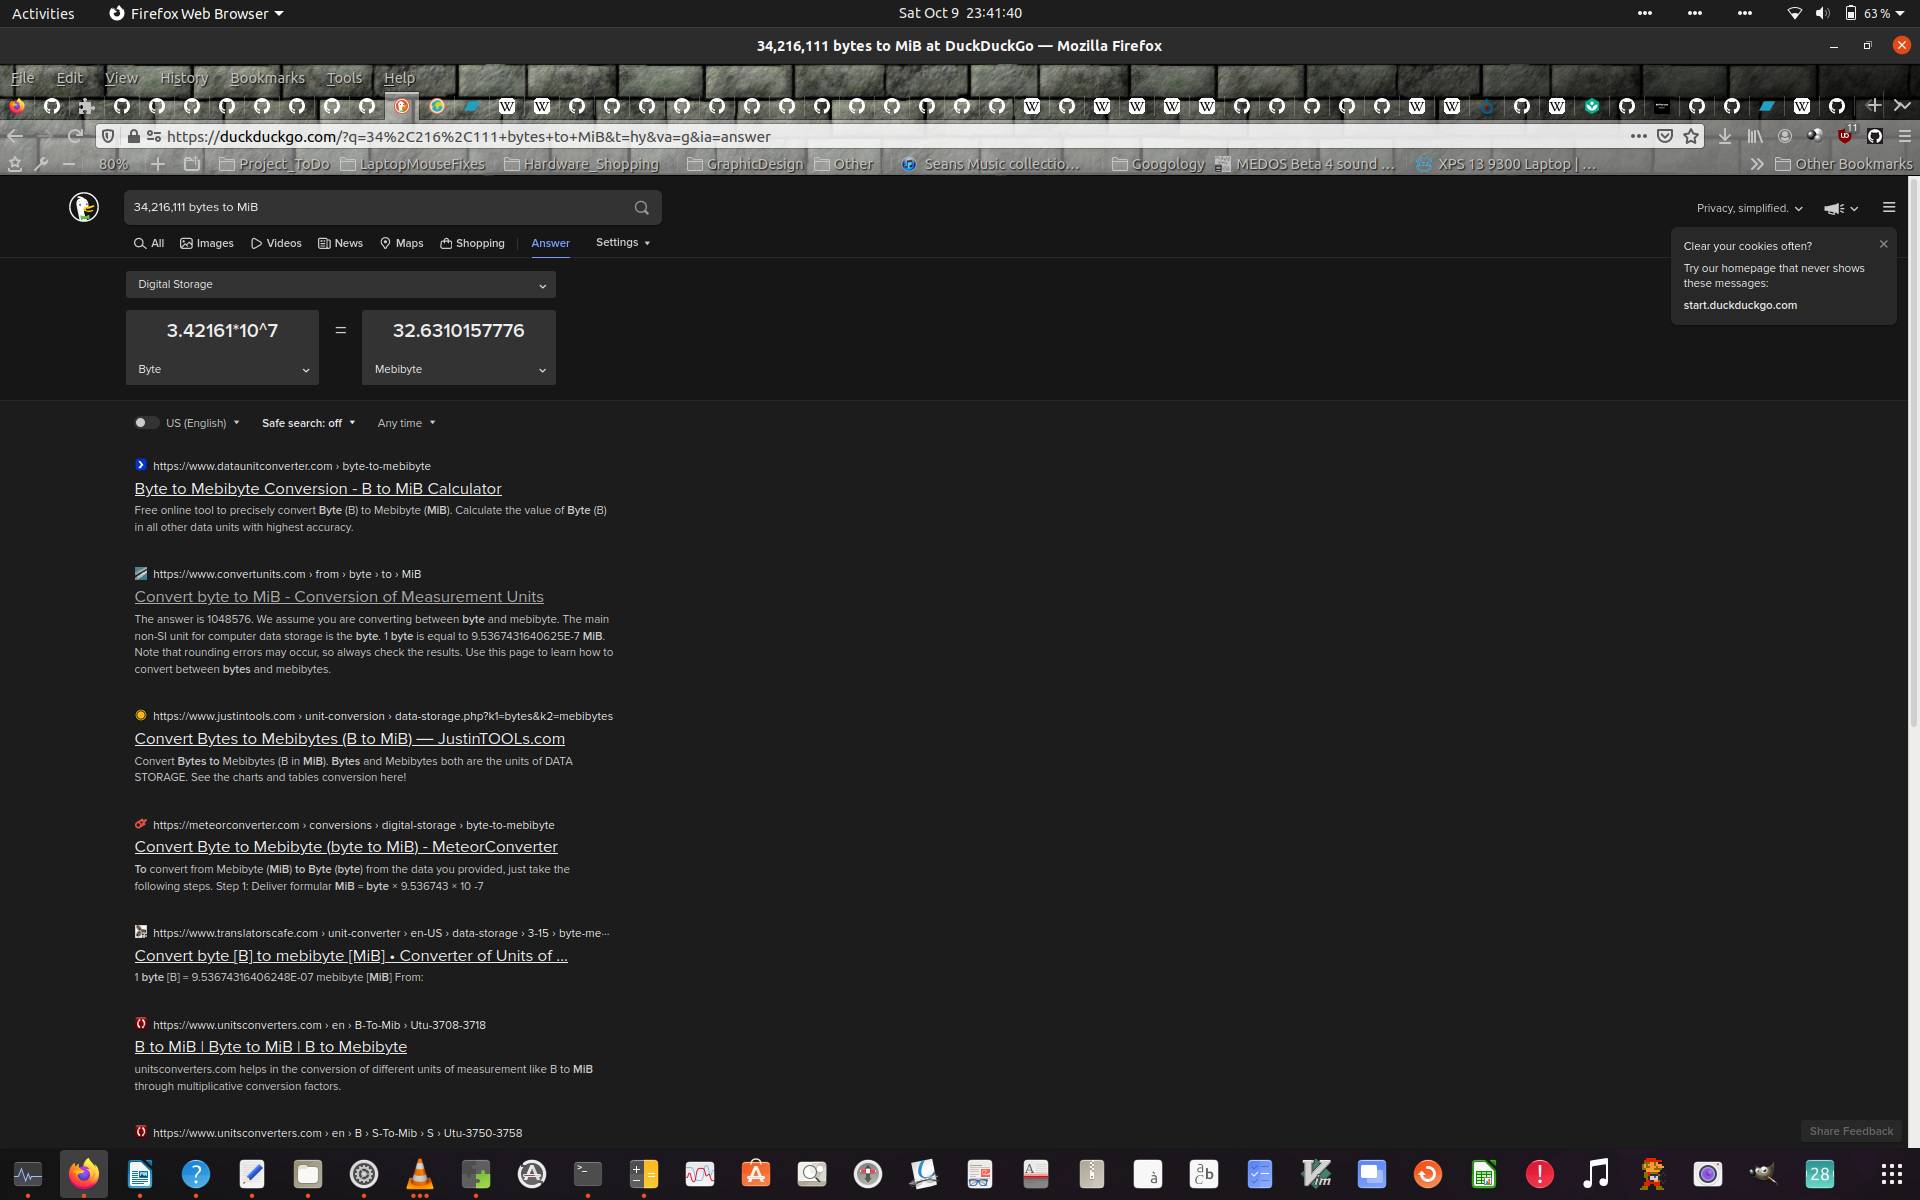 Activities Firefox Web Browser Sat Oct 9 23:41:40 63 %
34,216,111 bytes to MiB at DuckDuckGo — Mozilla Firefox
File Edit View History Bookmarks Tools Help
https://duckduckgo.com/?q=34%2C216%2C111+bytes+to+MiB&t=hy&va=g&ia=answer 11
80% Project_ToDo LaptopMouseFixes Hardware_Shopping GraphicDesign Other Seans Music collectio… Googology MEDOS Beta 4 sound … XPS 13 9300 Laptop | … Other Bookmarks
34,216,111 bytes to MiB Privacy, simplified.
All Images Videos News Maps Shopping Answer Settings
Clear your cookies often?
Try our homepage that never shows
these messages:
start.duckduckgo.com
Digital Storage
3.42161*10^7 = 32.6310157776
Byte Mebibyte
US (English) Safe search: off Any time
https://www.dataunitconverter.com › byte-to-mebibyte
Byte to Mebibyte Conversion - B to MiB Calculator
Free online tool to precisely convert Byte (B) to Mebibyte (MiB). Calculate the value of Byte (B)
in all other data units with highest accuracy.
https://www.convertunits.com › from › byte › to › MiB
Convert byte to MiB - Conversion of Measurement Units
The answer is 1048576. We assume you are converting between byte and mebibyte. The main
non-SI unit for computer data storage is the byte. 1 byte is equal to 9.5367431640625E-7 MiB.
Note that rounding errors may occur, so always check the results. Use this page to learn how to
convert between bytes and mebibytes.
https://www.justintools.com › unit-conversion › data-storage.php?k1=bytes&k2=mebibytes
Convert Bytes to Mebibytes (B to MiB) — JustinTOOLs.com
Convert Bytes to Mebibytes (B in MiB). Bytes and Mebibytes both are the units of DATA
STORAGE. See the charts and tables conversion here!
https://meteorconverter.com › conversions › digital-storage › byte-to-mebibyte
Convert Byte to Mebibyte (byte to MiB) - MeteorConverter
To convert from Mebibyte (MiB) to Byte (byte) from the data you provided, just take the
following steps. Step 1: Deliver formular MiB = byte × 9.536743 × 10 -7
https://www.translatorscafe.com › unit-converter › en-US › data-storage › 3-15 › byte-me…
Convert byte [B] to mebibyte [MiB] • Converter of Units of ...
1 byte [B] = 9.53674316406248E-07 mebibyte [MiB] From:
https://www.unitsconverters.com › en › B-To-Mib › Utu-3708-3718
B to MiB | Byte to MiB | B to Mebibyte
unitsconverters.com helps in the conversion of different units of measurement like B to MiB
through multiplicative conversion factors.
https://www.unitsconverters.com › en › B › S-To-Mib › S › Utu-3750-3758
Share Feedback
28